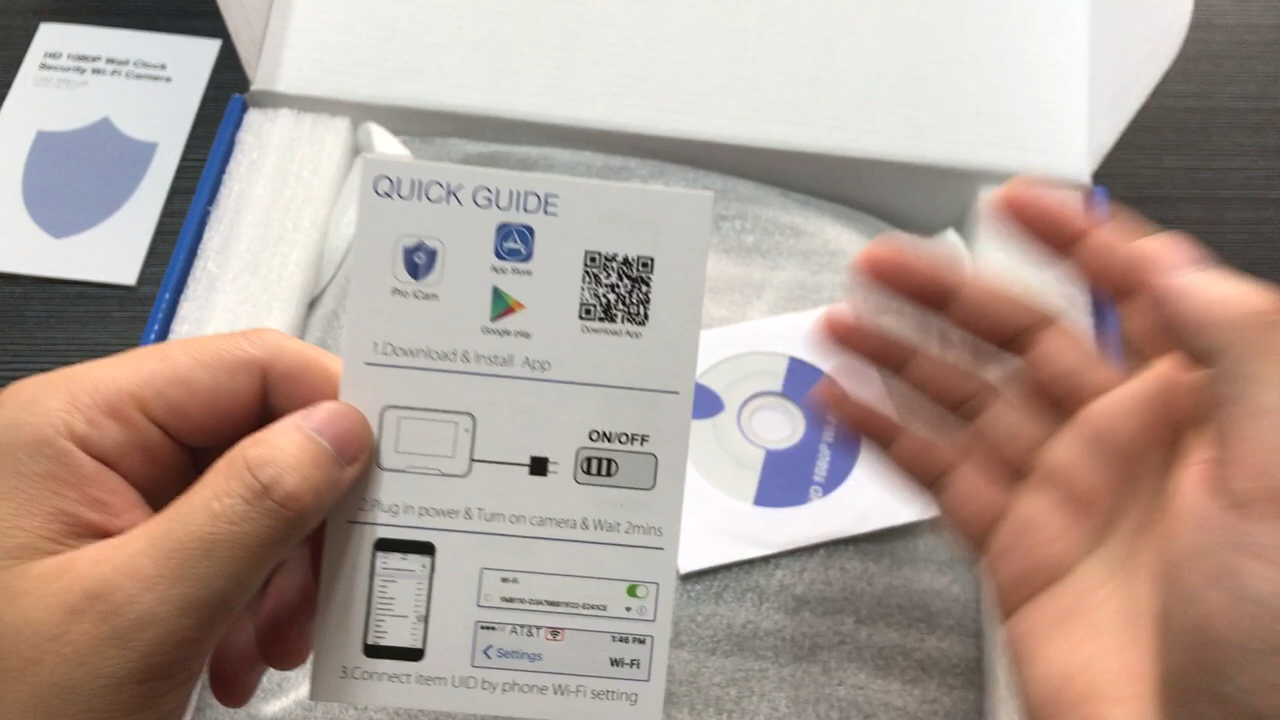 HD 1080P Wall Clock
Security Wi-Fi Camera
QUICK GUIDE
Pro iCam
App Store
Google play
Download App
1.Download & Install App
ON/OFF
2.Plug in power & Turn on camera & Wait 2mins
Wi-Fi
AT&T
1:46 PM
Settings
Wi-Fi
3.Connect item UID by phone Wi-Fi setting
HD 1080P